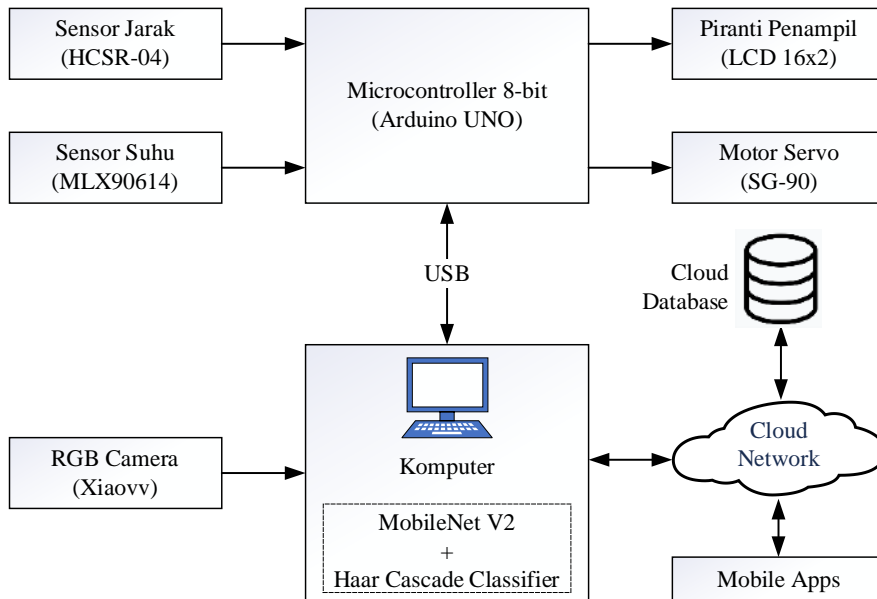 Sensor Jarak
(HCSR-04)
Microcontroller 8-bit
(Arduino UNO)
Piranti Penampil
(LCD 16x2)
Sensor Suhu
(MLX90614)
Motor Servo
(SG-90)
USB
Cloud
Database
RGB Camera
(Xiaovv)
Komputer
MobileNet V2
+
Haar Cascade Classifier
Cloud
Network
Mobile Apps